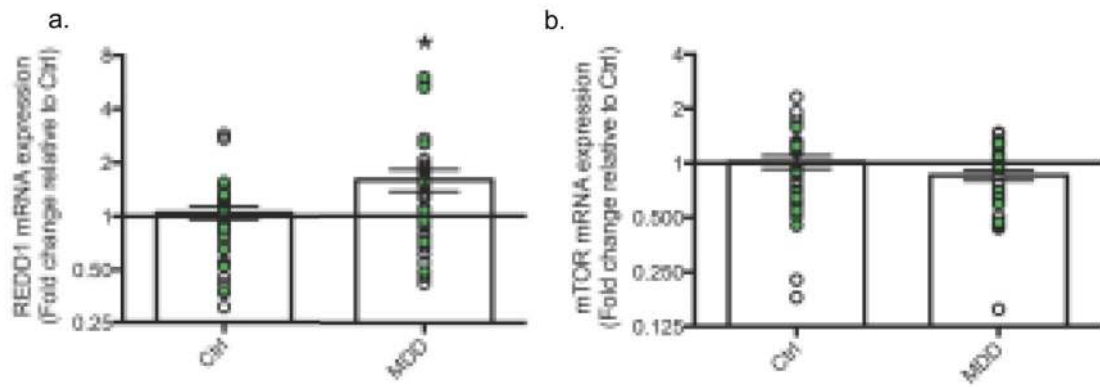 a.
REDD1 mRNA expression
(Fold change relative to Ctrl)
8
4
2
1
0.50
0.25
*
Ctrl
MDD
b.
mTOR mRNA expression
(Fold change relative to Ctrl)
4
2
1
0.500
0.250
0.125
Ctrl
MDD